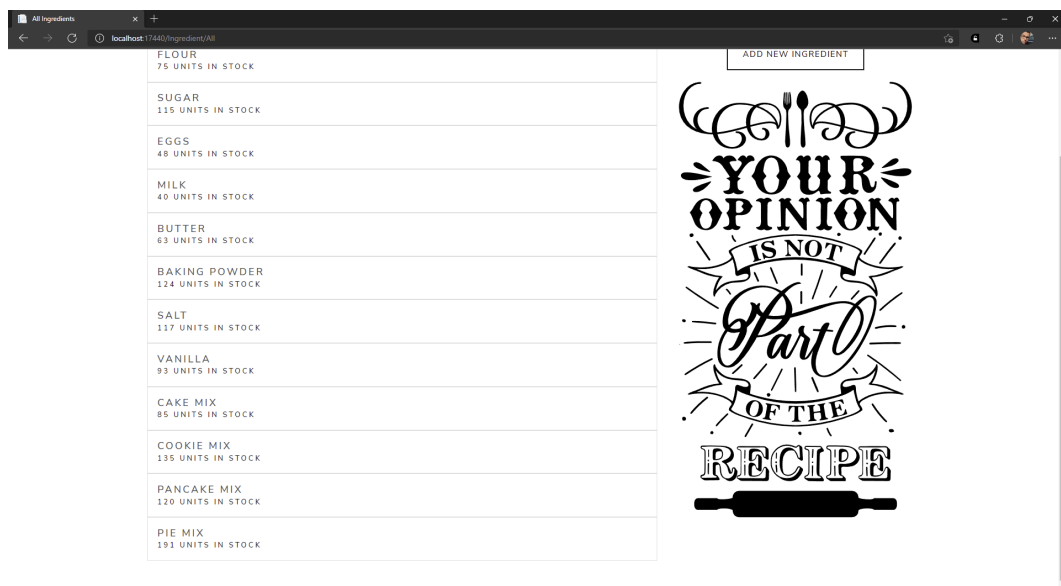 All Ingredients
localhost:17440/Ingredient/All
FLOUR
75 UNITS IN STOCK
SUGAR
115 UNITS IN STOCK
EGGS
48 UNITS IN STOCK
MILK
40 UNITS IN STOCK
BUTTER
63 UNITS IN STOCK
BAKING POWDER
124 UNITS IN STOCK
SALT
117 UNITS IN STOCK
VANILLA
93 UNITS IN STOCK
CAKE MIX
85 UNITS IN STOCK
COOKIE MIX
135 UNITS IN STOCK
PANCAKE MIX
120 UNITS IN STOCK
PIE MIX
191 UNITS IN STOCK
ADD NEW INGREDIENT
YOUR
OPINION
IS NOT
Part
OF THE
RECIPE